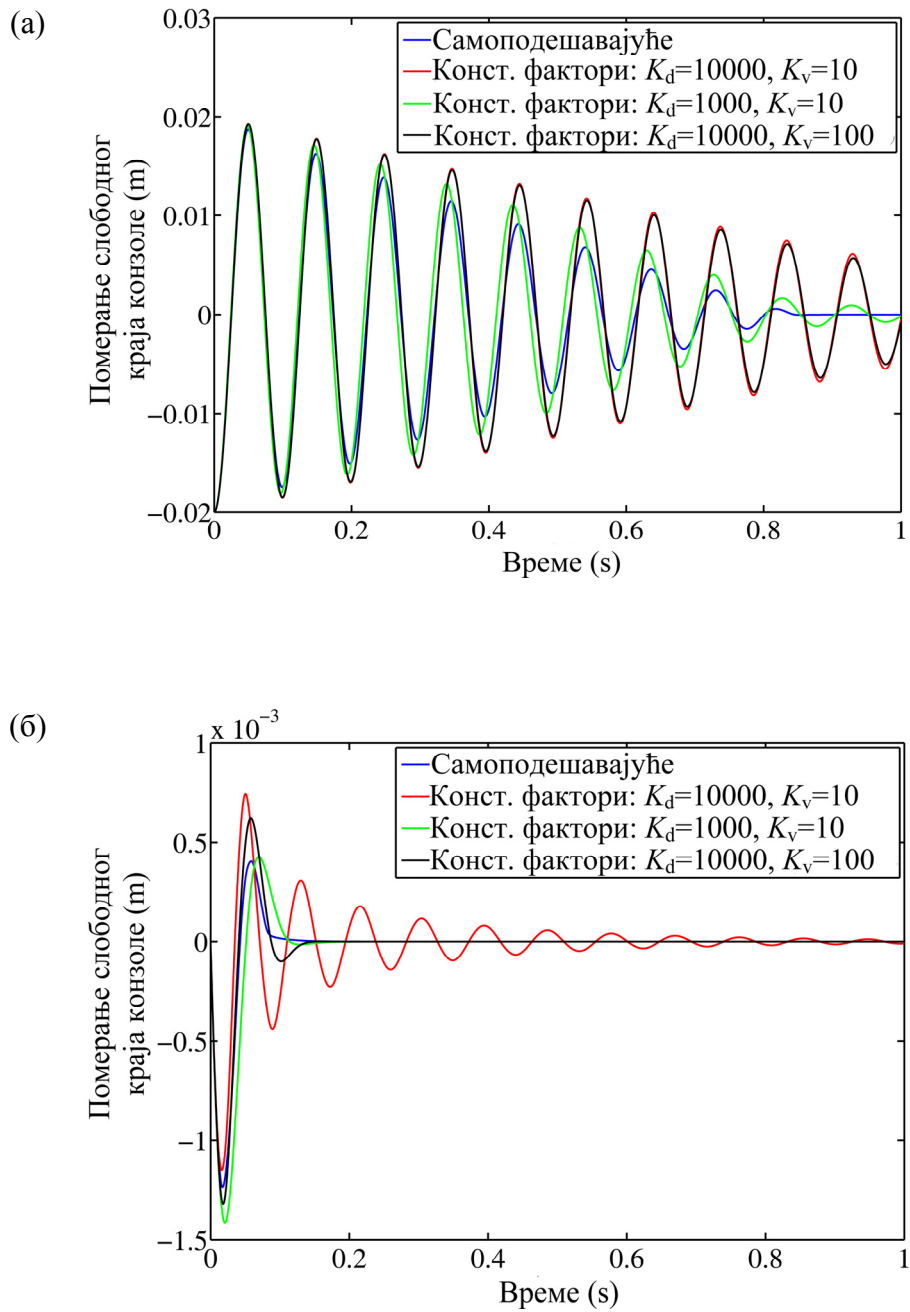 (а)
0.03
0.02
0.01
0
−0.01
−0.02
Померање слободног
краја конзоле (m)
Самоподешавајуће
Конст. фактори: Kd=10000, Kv=10
Конст. фактори: Kd=1000, Kv=10
Конст. фактори: Kd=10000, Kv=100
0 0.2 0.4 0.6 0.8 1
Време (s)
(б)
x 10−3
1
0.5
0
−0.5
−1
−1.5
Померање слободног
краја конзоле (m)
Самоподешавајуће
Конст. фактори: Kd=10000, Kv=10
Конст. фактори: Kd=1000, Kv=10
Конст. фактори: Kd=10000, Kv=100
0 0.2 0.4 0.6 0.8 1
Време (s)